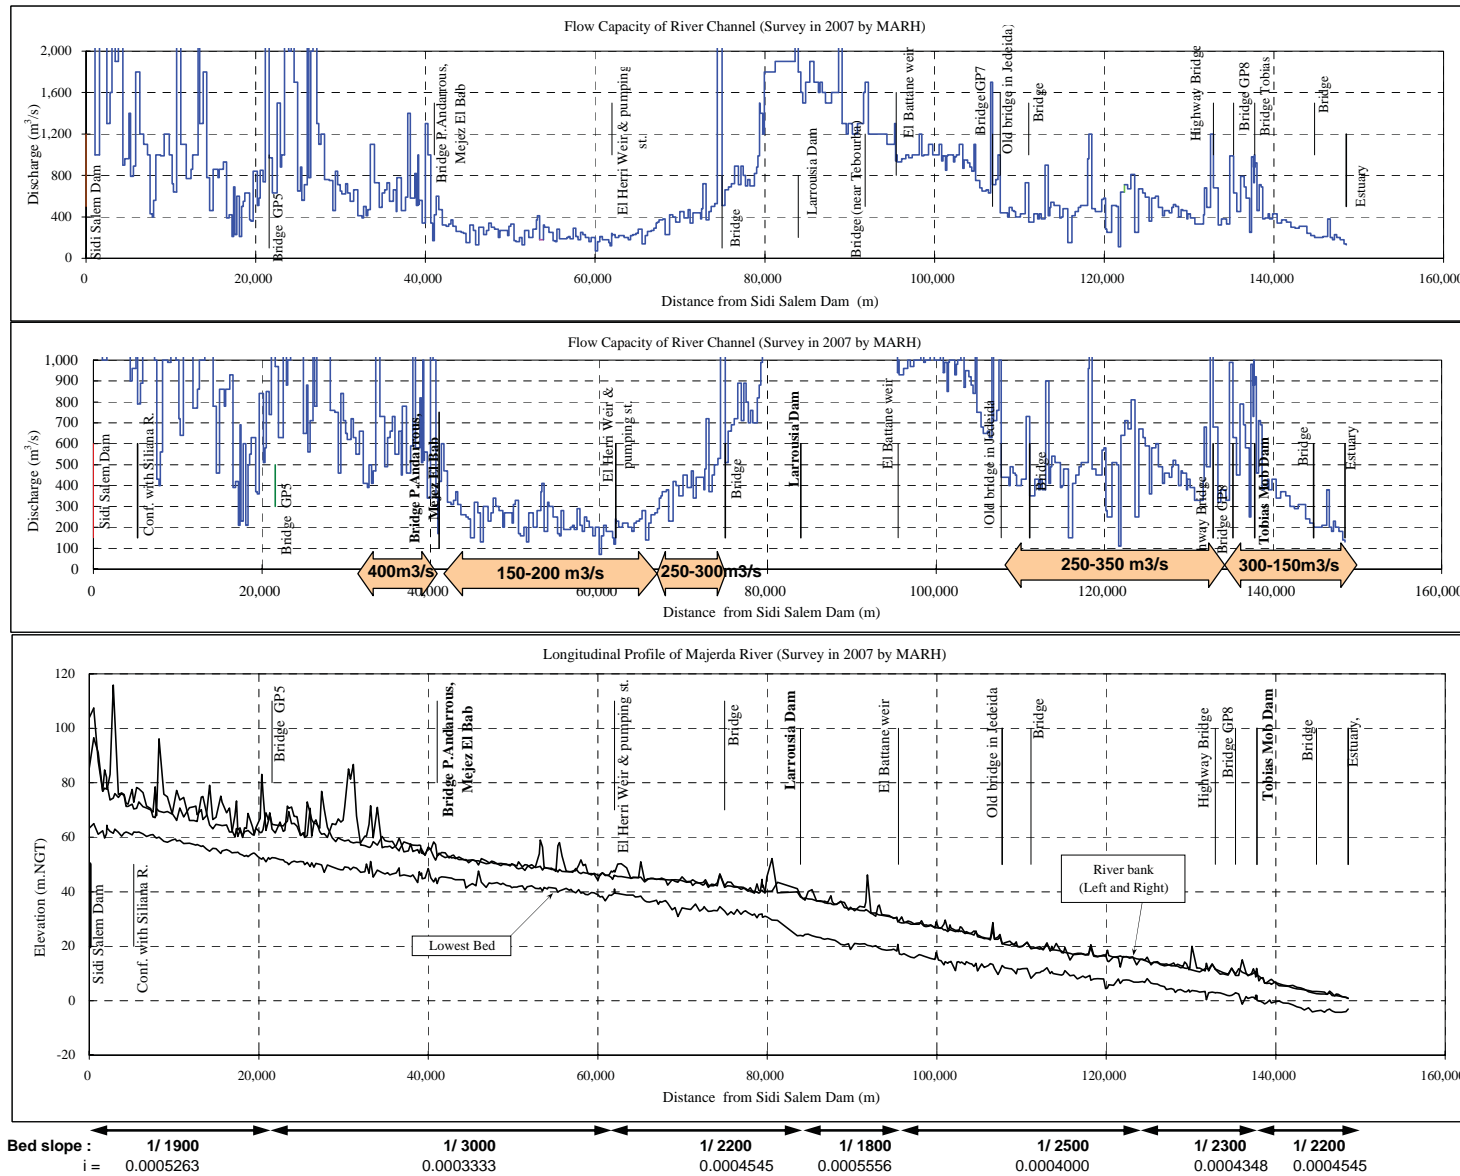 Flow Capacity of River Channel (Survey in 2007 by MARH)
Discharge (m³/s)
2,000
1,600
1,200
800
400
0
0
20,000
40,000
60,000
80,000
100,000
120,000
140,000
160,000
Sidi Salem Dam
Bridge GP5
Bridge P.Andarrous,
Mejez El Bab
El Herri Weir & pumping
st.
Bridge
Larrousia Dam
Bridge (near Tebourba)
El Battane weir
Bridge GP7
Old bridge in Jedeida
Bridge
Highway Bridge
Bridge GP8
Bridge Tobias
Bridge
Estuary
Distance from Sidi Salem Dam (m)
Flow Capacity of River Channel (Survey in 2007 by MARH)
Discharge (m³/s)
1,000
900
800
700
600
500
400
300
200
100
0
0
20,000
40,000
60,000
80,000
100,000
120,000
140,000
160,000
Sidi Salem Dam
Conf. with Siliana R.
Bridge GP5
Bridge P.Andarrous,
Mejez El Bab
El Herri Weir &
pumping st.
Bridge
Larrousia Dam
El Battane weir
Old bridge in Jedeida
Bridge
hway Bridge
Bridge GP8
Tobias Mob Dam
Bridge
Estuary
400m3/s
150-200 m3/s
250-300m3/s
250-350 m3/s
300-150m3/s
Distance from Sidi Salem Dam (m)
Longitudinal Profile of Majerda River (Survey in 2007 by MARH)
Elevation (m.NGT)
120
100
80
60
40
20
0
-20
0
20,000
40,000
60,000
80,000
100,000
120,000
140,000
160,000
Sidi Salem Dam
Conf. with Siliana R.
Bridge GP5
Bridge P.Andarrous,
Mejez El Bab
El Herri Weir & pumping st.
Bridge
Larrousia Dam
El Battane weir
Old bridge in Jedeida
Bridge
Highway Bridge
Bridge GP8
Tobias Mob Dam
Bridge
Estuary,
Lowest Bed
River bank
(Left and Right)
Distance from Sidi Salem Dam (m)
Bed slope : 1/ 1900 1/ 3000 1/ 2200 1/ 1800 1/ 2500 1/ 2300 1/ 2200
i = 0.0005263 0.0003333 0.0004545 0.0005556 0.0004000 0.0004348 0.0004545